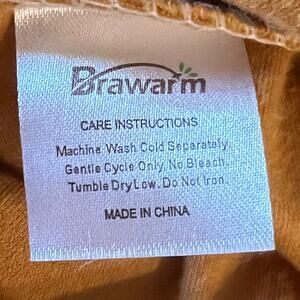 Brawarm
CARE INSTRUCTIONS
Machine Wash Cold Separately.
Gentle Cycle Only. No Bleach.
Tumble Dry Low. Do Not Iron.
MADE IN CHINA